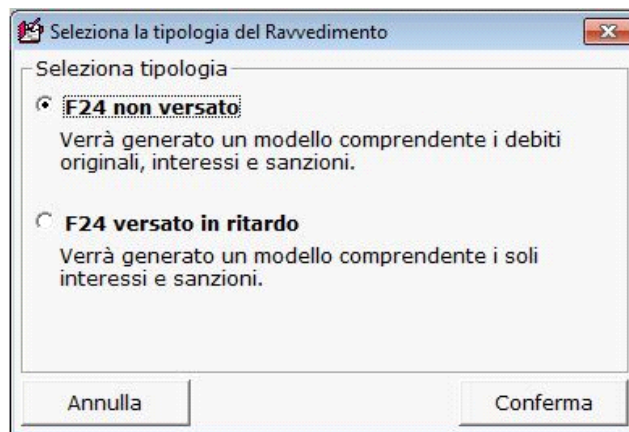 Seleziona la tipologia del Ravvedimento
Seleziona tipologia
F24 non versato
Verrà generato un modello comprendente i debiti
originali, interessi e sanzioni.
F24 versato in ritardo
Verrà generato un modello comprendente i soli
interessi e sanzioni.
Annulla
Conferma